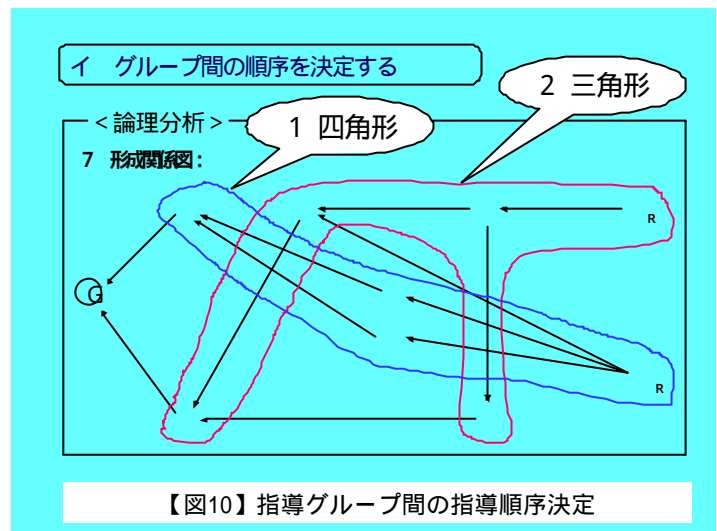 イ グループ間の順序を決定する
2 三角形
1 四角形
<論理分析>
7 形成関係図:
R
G
R
【図10】指導グループ間の指導順序決定